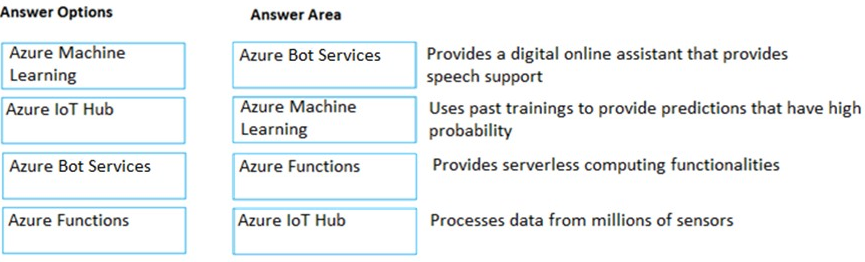 Answer Options
Answer Area
Azure Machine
Learning
Azure Bot Services
Provides a digital online assistant that provides
speech support
Azure IoT Hub
Azure Machine
Learning
Uses past trainings to provide predictions that have high
probability
Azure Bot Services
Azure Functions
Provides serverless computing functionalities
Azure Functions
Azure IoT Hub
Processes data from millions of sensors